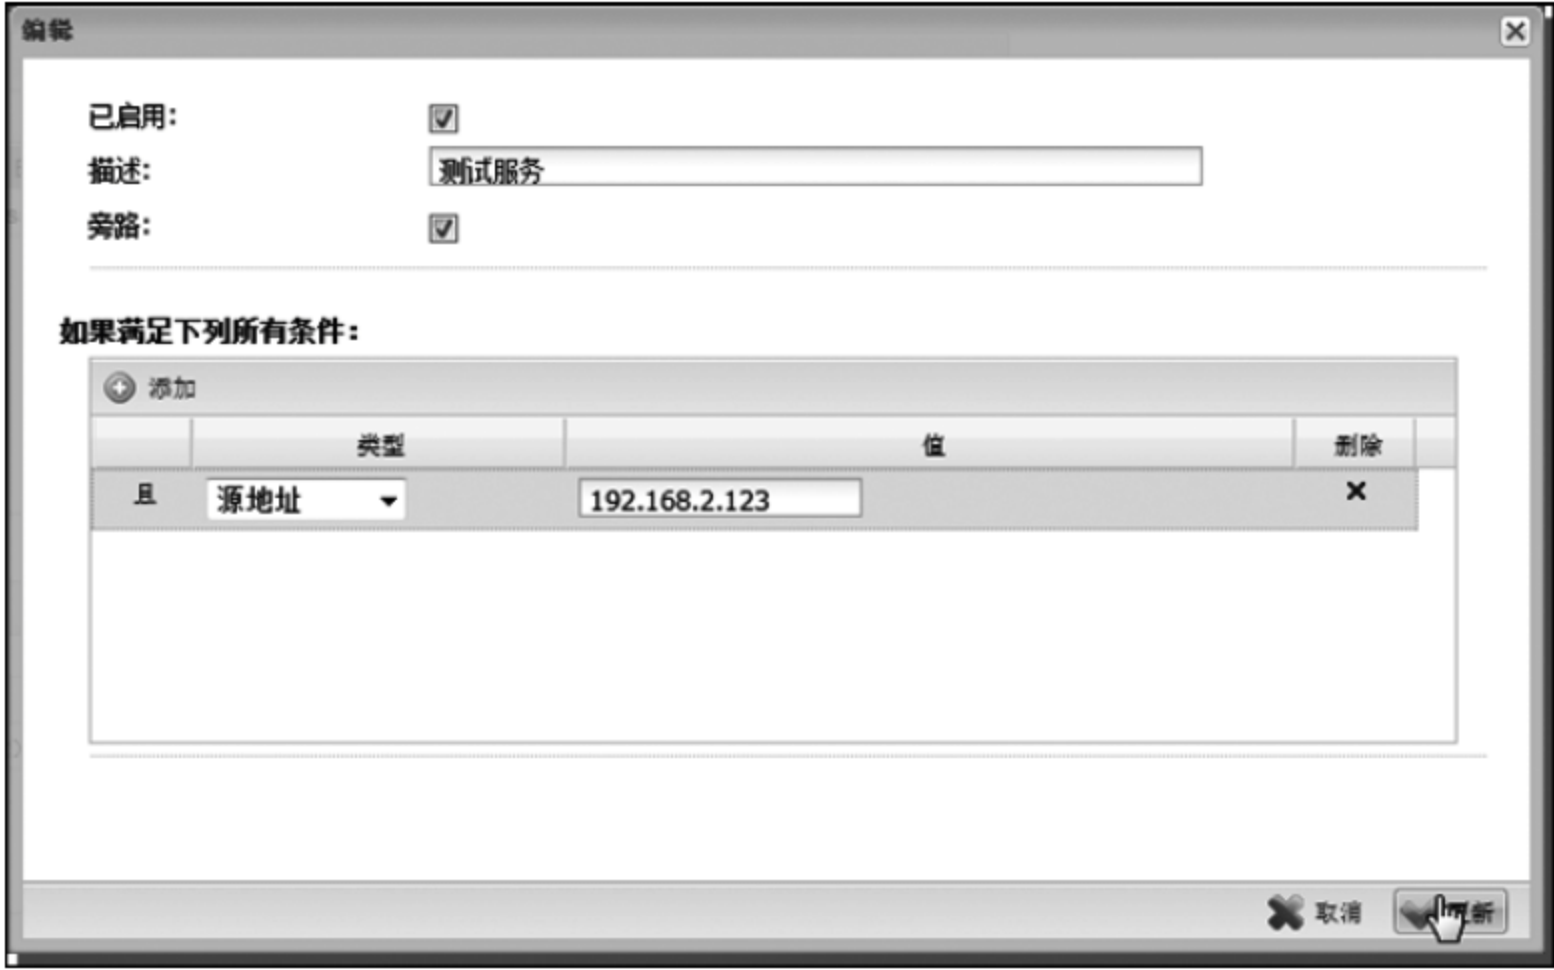 编辑
已启用：
描述： 测试服务
旁路：
如果满足下列所有条件：
添加
类型 值 删除
且 源地址 192.168.2.123
取消 更新